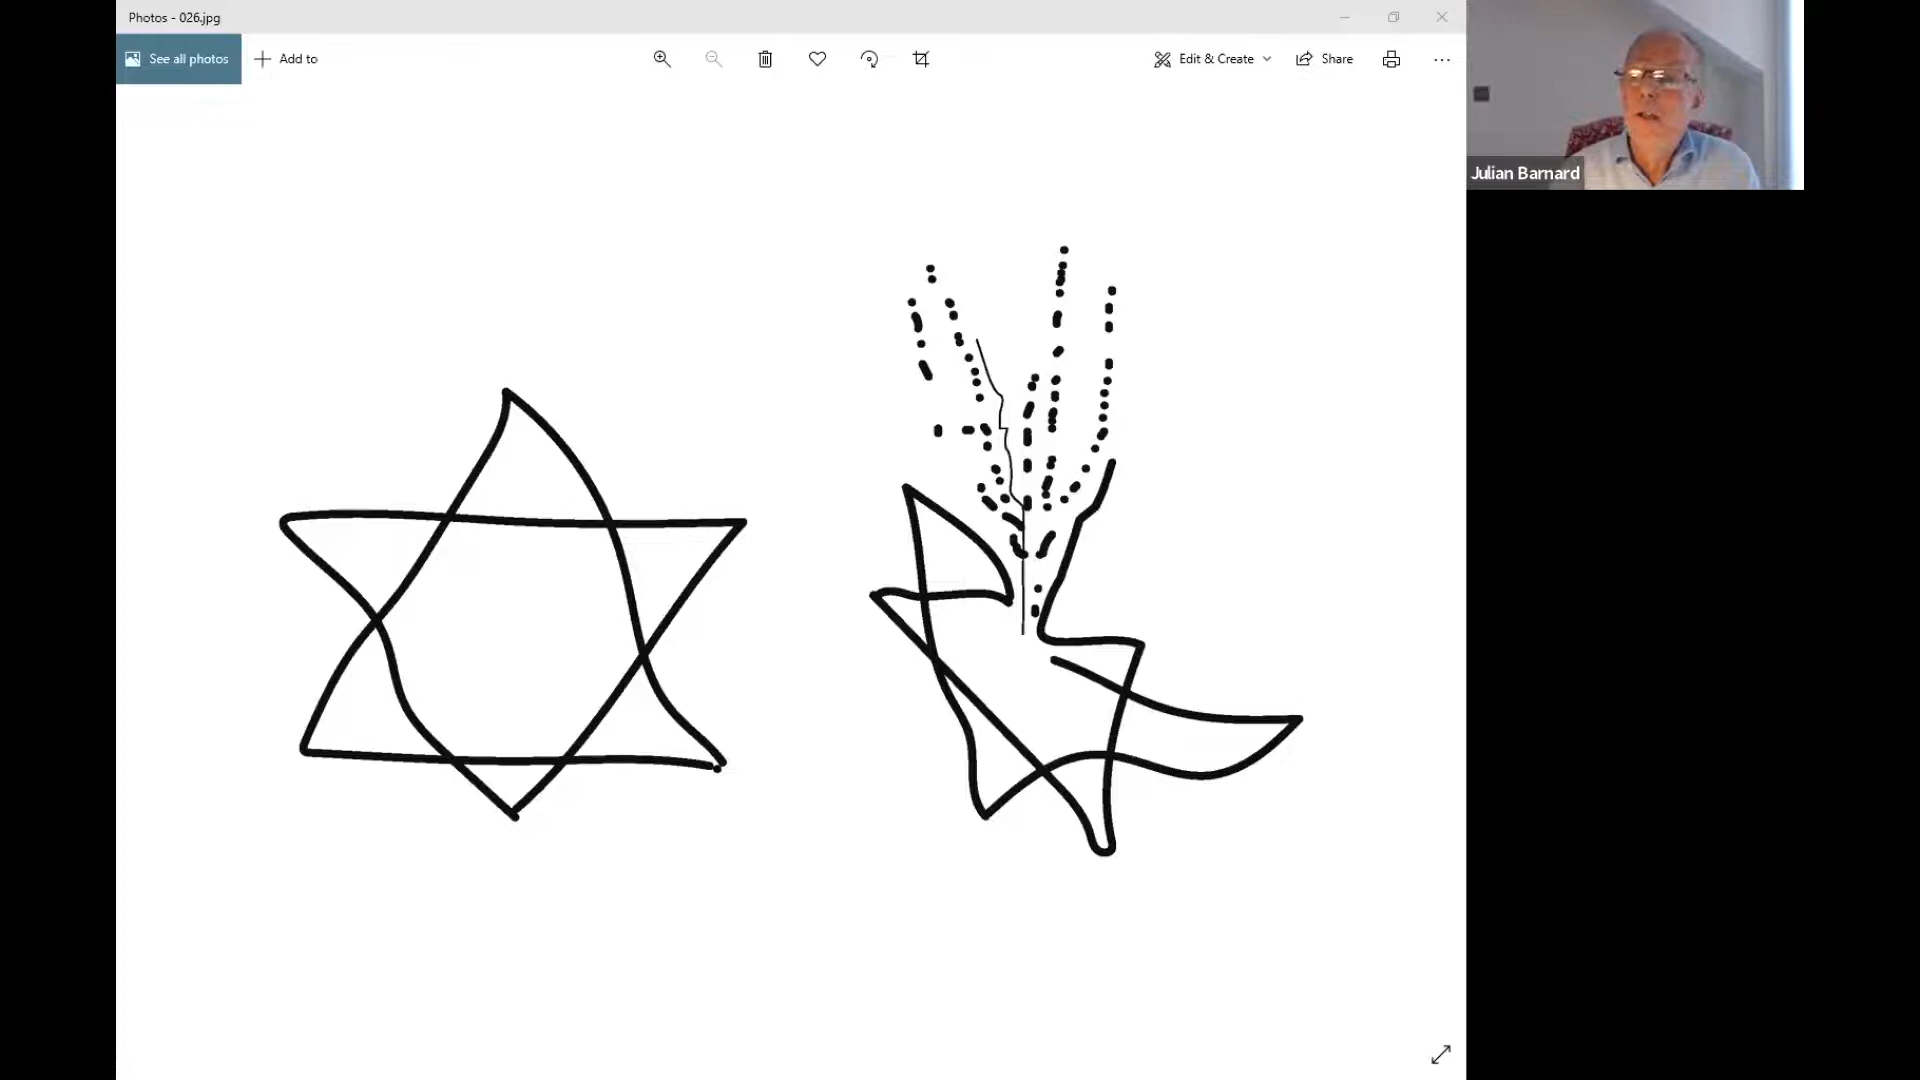 Photos - 026.jpg
See all photos
Add to
Edit & Create
Share
Julian Barnard